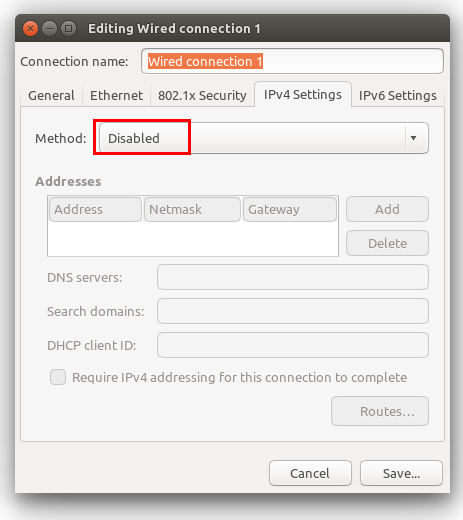 Editing Wired connection 1
Connection name: Wired connection 1
General Ethernet 802.1x Security IPv4 Settings IPv6 Settings
Method: Disabled
Addresses
Address Netmask Gateway Add
Delete
DNS servers:
Search domains:
DHCP client ID:
Require IPv4 addressing for this connection to complete
Routes…
Cancel Save...